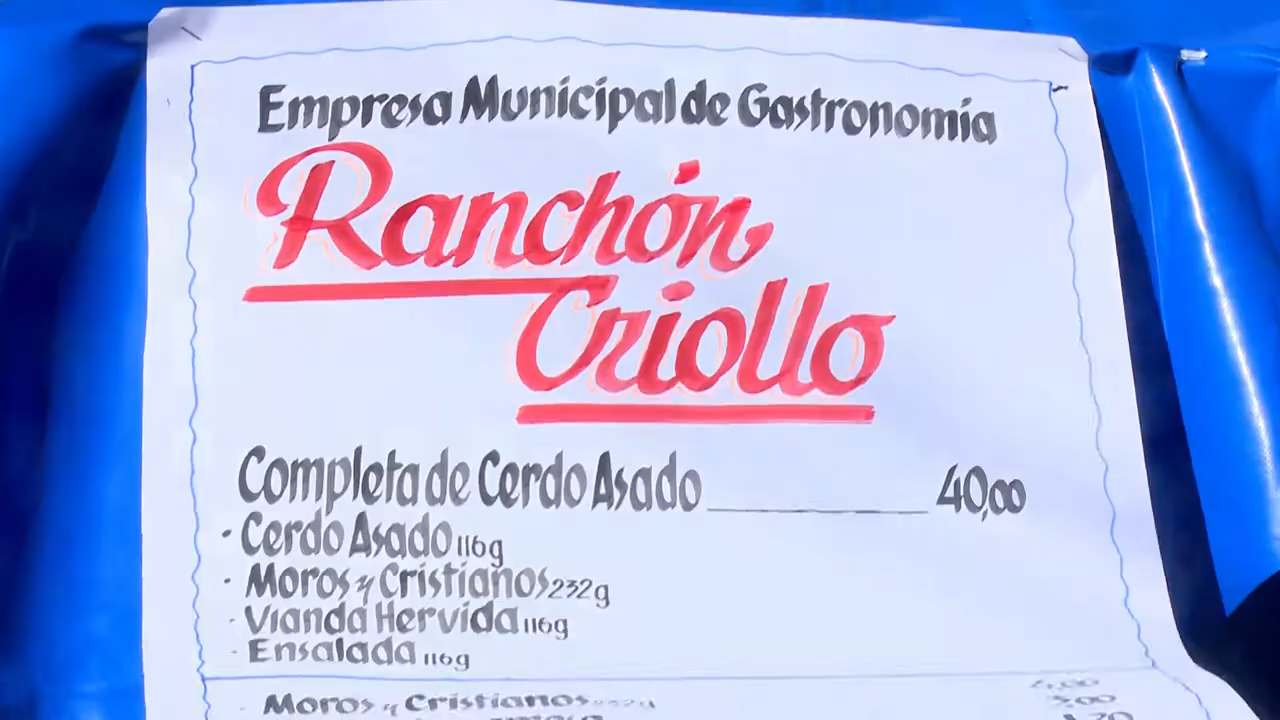 Empresa Municipal de Gastronomía
Ranchón
Criollo
Completa de Cerdo Asado 40,00
· Cerdo Asado 116g
· Moros y Cristianos 232g
· Vianda Hervida 116g
· Ensalada 116g
Moros y Cristianos